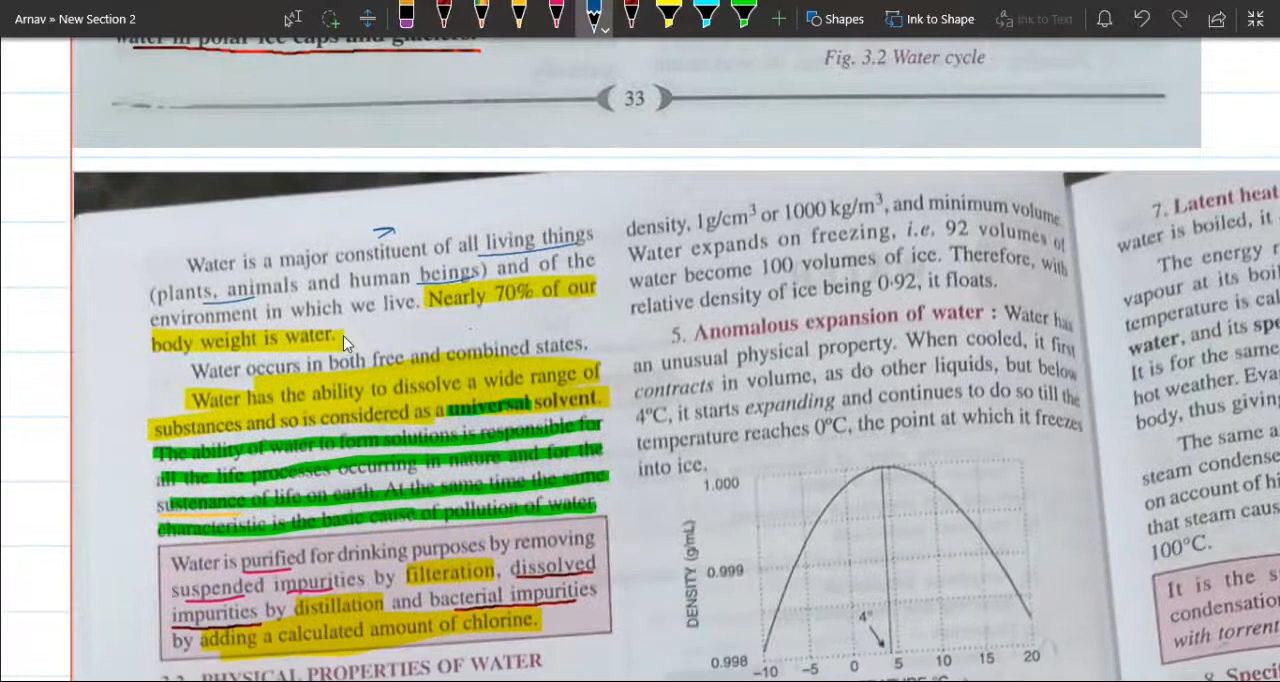 Arnav » New Section 2
Shapes
Ink to Shape
Ink to Text
water in polar ice caps and glaciers.
Fig. 3.2 Water cycle
33
Water is a major constituent of all living things
(plants, animals and human beings) and of the
environment in which we live. Nearly 70% of our
body weight is water.
Water occurs in both free and combined states.
Water has the ability to dissolve a wide range of
substances and so is considered as a universal solvent.
The ability of water to form solutions is responsible for
all the life processes occurring in nature and for the
sustenance of life on earth. At the same time the same
characteristic is the basic cause of pollution of water.
Water is purified for drinking purposes by removing
suspended impurities by filteration, dissolved
impurities by distillation and bacterial impurities
by adding a calculated amount of chlorine.
PHYSICAL PROPERTIES OF WATER
density, 1g/cm³ or 1000 kg/m³, and minimum volume.
Water expands on freezing, i.e. 92 volumes of
water become 100 volumes of ice. Therefore, with
relative density of ice being 0·92, it floats.
5. Anomalous expansion of water : Water has
an unusual physical property. When cooled, it first
contracts in volume, as do other liquids, but below
4ºC, it starts expanding and continues to do so till the
temperature reaches 0ºC, the point at which it freezes
into ice.
1.000
0.999
0.998
DENSITY (g/mL)
4°
–10 –5 0 5 10 15 20
7. Latent heat
water is boiled, it
The energy
vapour at its boi
temperature is cal
water, and its spe
It is for the same
hot weather. Eva
body, thus giving
The same a
steam condense
on account of hi
that steam caus
100°C.
It is the s
condensation
with torrent
8. Speci